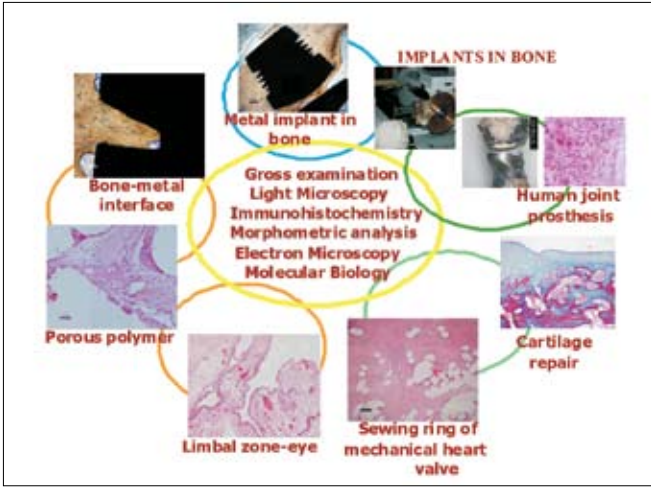 IMPLANTS IN BONE
Metal implant in
bone
Bone-metal
interface
Gross examination
Light Microscopy
Immunohistochemistry
Morphometric analysis
Electron Microscopy
Molecular Biology
Human joint
prosthesis
Porous polymer
Cartilage
repair
Limbal zone-eye
Sewing ring of
mechanical heart
valve